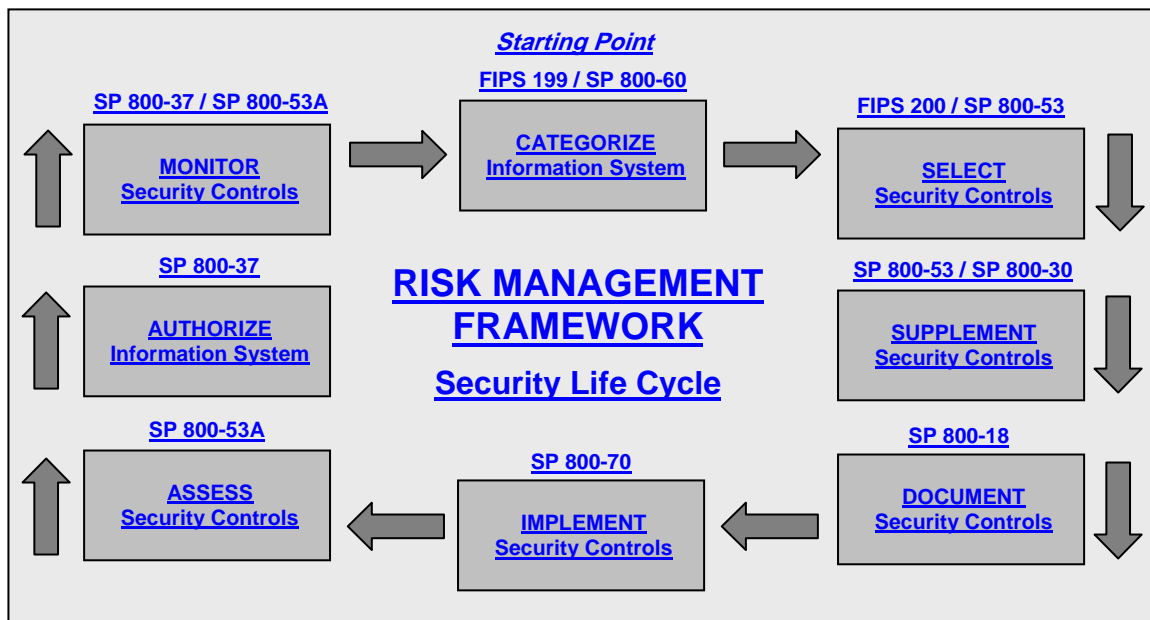 Starting Point
FIPS 199 / SP 800-60
CATEGORIZE
Information System
FIPS 200 / SP 800-53
SELECT
Security Controls
SP 800-53 / SP 800-30
SUPPLEMENT
Security Controls
SP 800-18
DOCUMENT
Security Controls
SP 800-70
IMPLEMENT
Security Controls
SP 800-53A
ASSESS
Security Controls
SP 800-37
AUTHORIZE
Information System
SP 800-37 / SP 800-53A
MONITOR
Security Controls
RISK MANAGEMENT
FRAMEWORK
Security Life Cycle